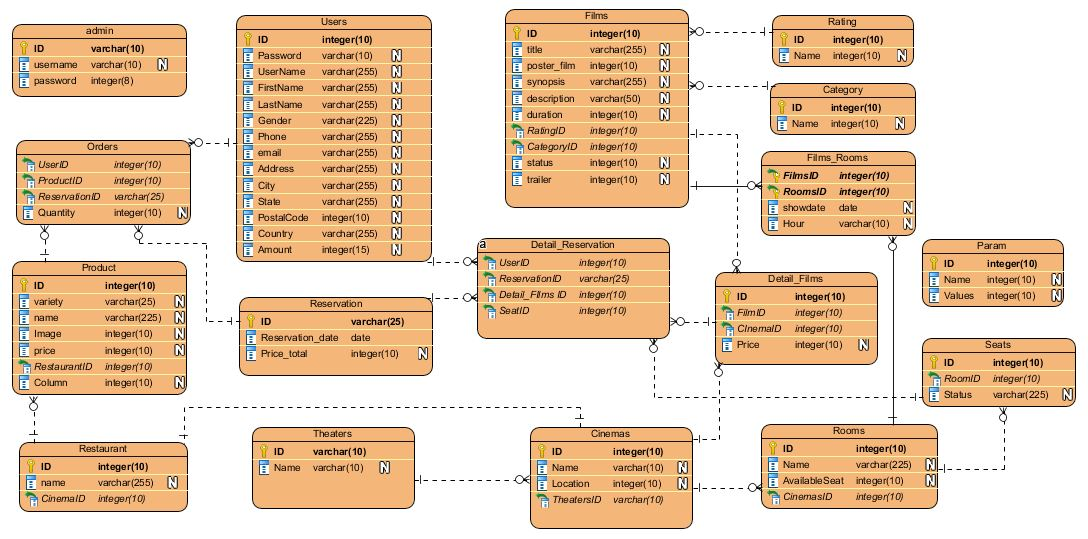 admin
ID varchar(10)
username varchar(10) N
password integer(8)
Users
ID integer(10)
Password varchar(10) N
UserName varchar(255) N
FirstName varchar(255) N
LastName varchar(255) N
Gender varchar(225) N
Phone varchar(255) N
email varchar(255) N
Address varchar(255) N
City varchar(255) N
State varchar(255) N
PostalCode integer(10) N
Country varchar(255) N
Amount integer(15) N
Films
ID integer(10)
title varchar(255) N
poster_film integer(10) N
synopsis varchar(255) N
description varchar(50) N
duration integer(10) N
RatingID integer(10)
CategoryID integer(10)
status integer(10) N
trailer integer(10) N
Rating
ID integer(10)
Name integer(10) N
Category
ID integer(10)
Name integer(10) N
Orders
UserID integer(10)
ProductID integer(10)
ReservationID varchar(25)
Quantity integer(10) N
Films_Rooms
FilmsID integer(10)
RoomsID integer(10)
showdate date N
Hour varchar(10) N
Product
ID integer(10)
variety varchar(25) N
name varchar(225) N
Image integer(10) N
price integer(10) N
RestaurantID integer(10)
Column integer(10) N
Reservation
ID varchar(25)
Reservation_date date
Price_total integer(10) N
a
Detail_Reservation
UserID integer(10)
ReservationID varchar(25)
Detail_FIlms ID integer(10)
SeatID integer(10)
Detail_Films
ID integer(10)
FilmID integer(10)
CInemaID integer(10)
Price integer(10) N
Param
ID integer(10)
Name integer(10) N
Values integer(10) N
Seats
ID integer(10)
RoomID integer(10)
Status varchar(225) N
Restaurant
ID integer(10)
name varchar(255) N
CinemaID integer(10)
Theaters
ID varchar(10)
Name varchar(10) N
Cinemas
ID integer(10)
Name varchar(10) N
Location integer(10) N
TheatersID varchar(10)
Rooms
ID integer(10)
Name varchar(225) N
AvailableSeat integer(10) N
CinemasID integer(10)